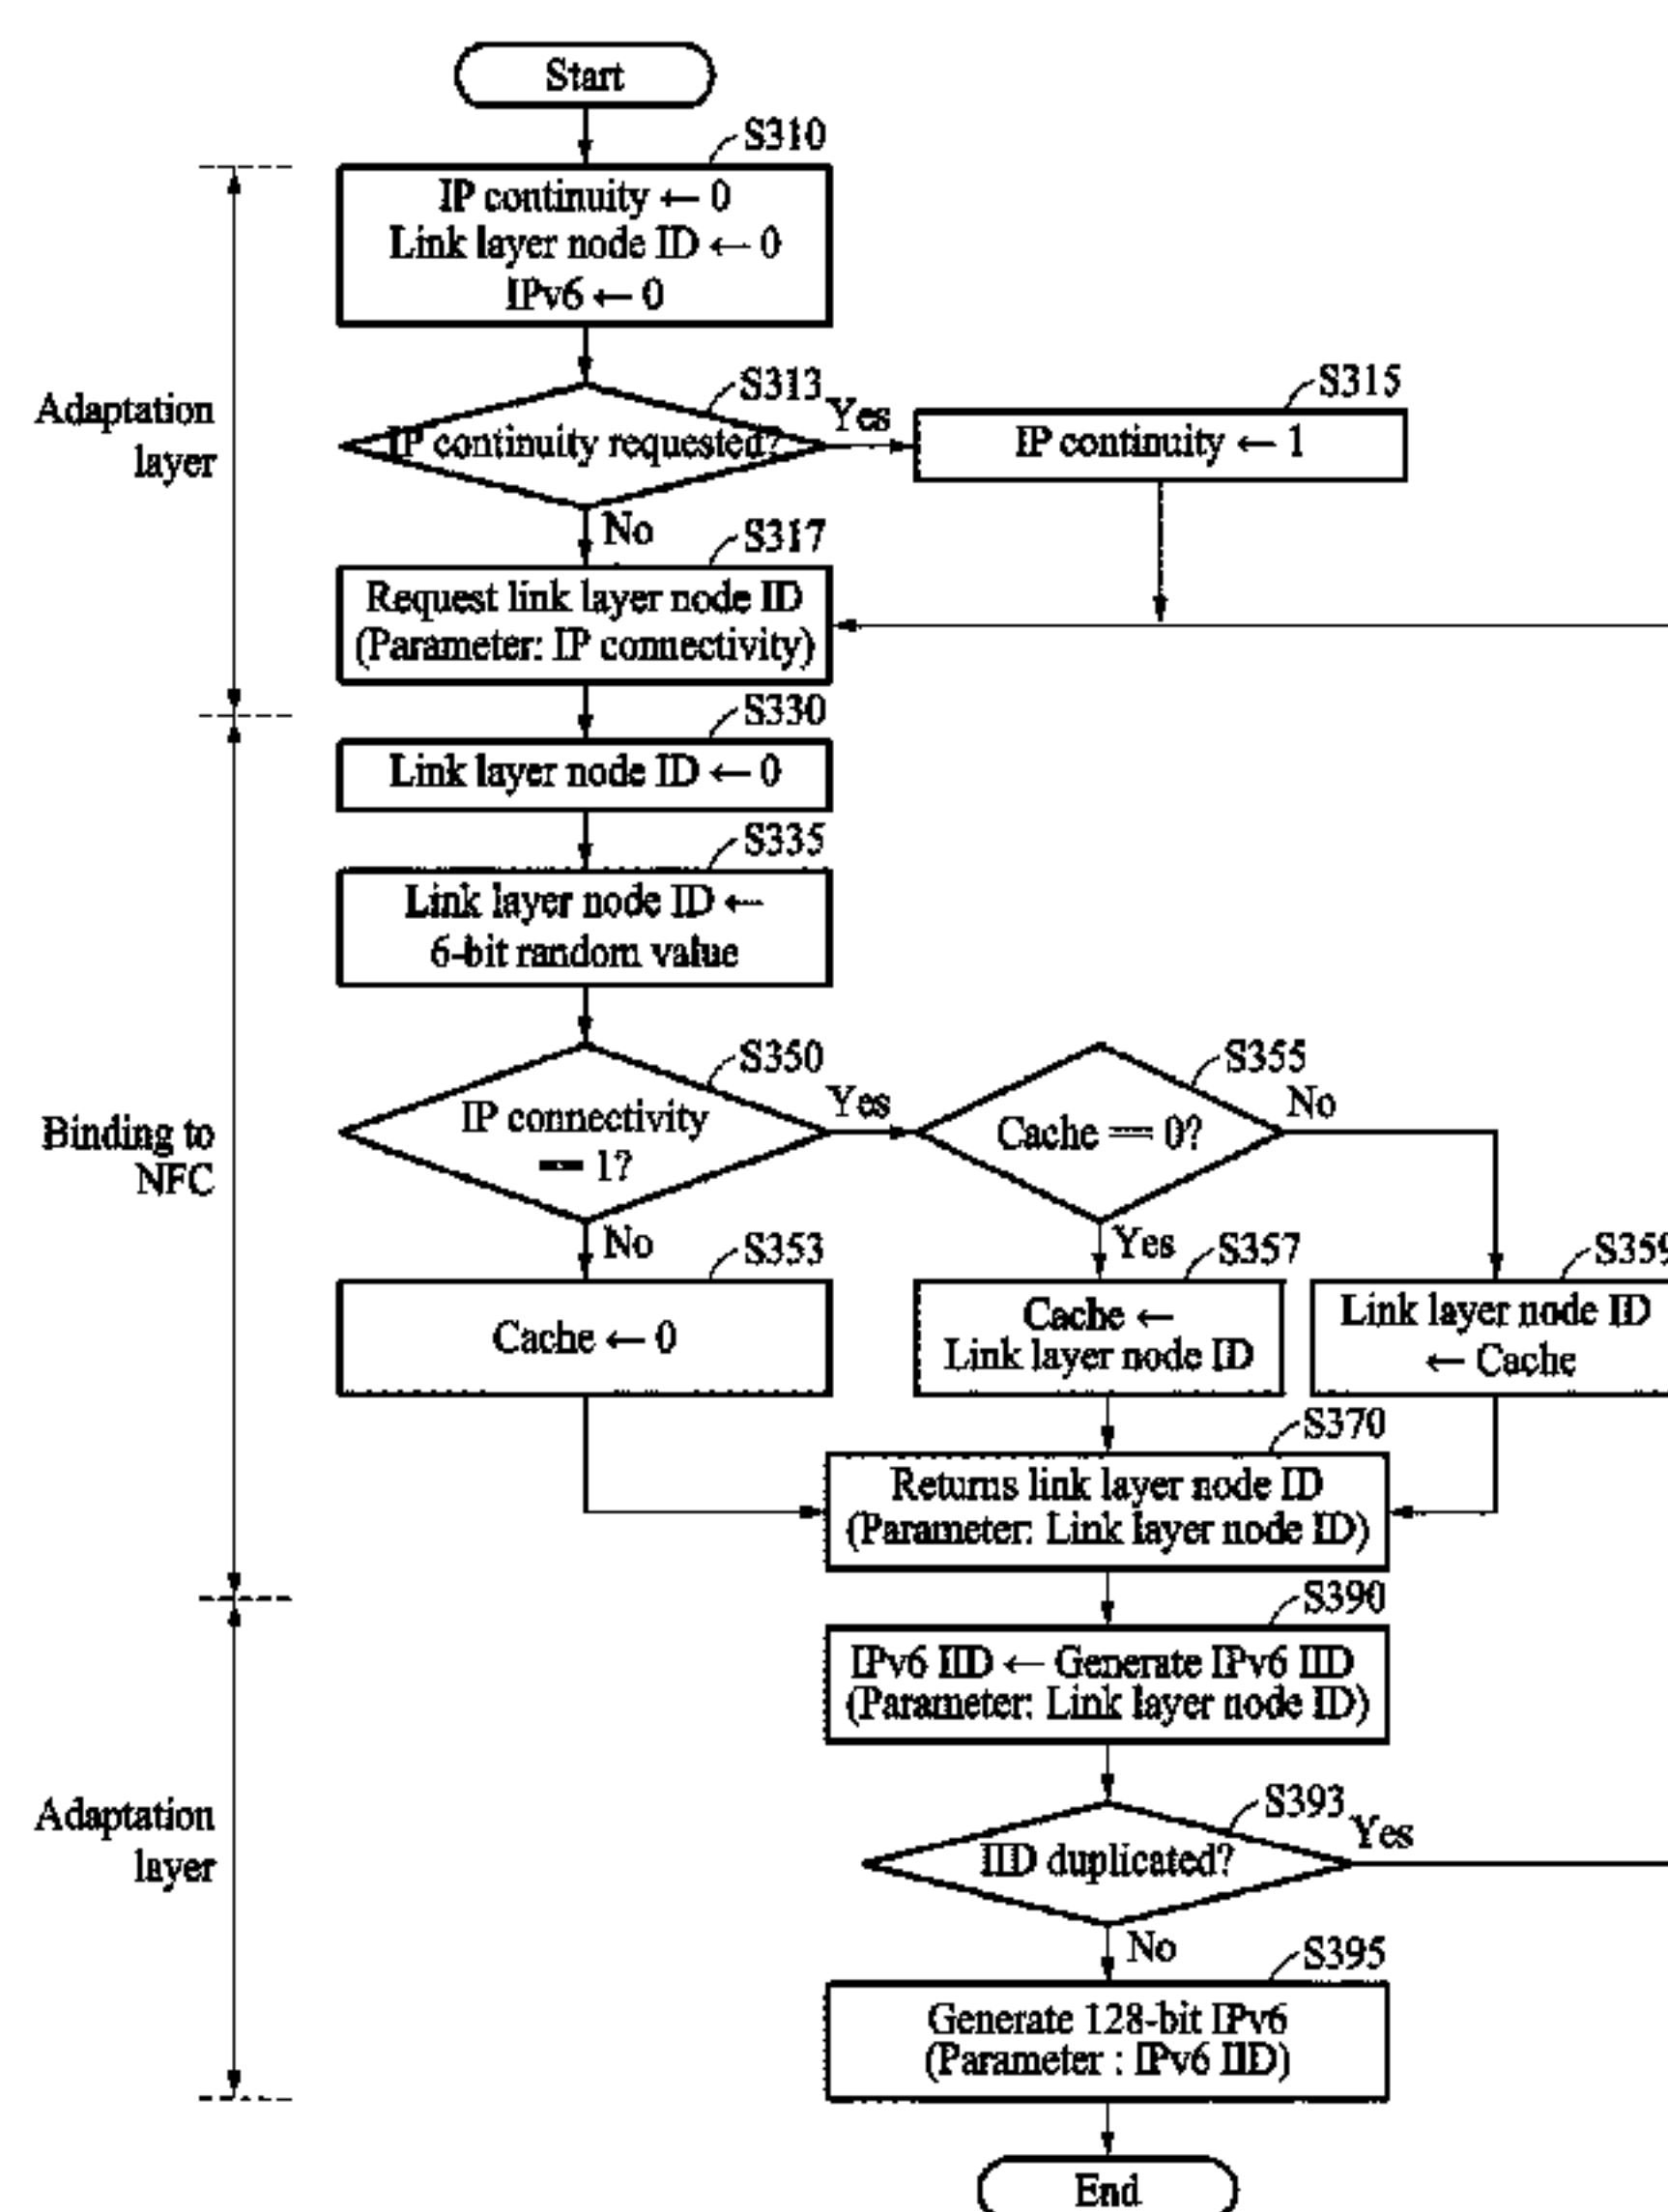 Start
S310
IP continuity ← 0
Link layer node ID ← 0
IPv6 ← 0
Adaptation
layer
S313
IP continuity requested?
Yes
S315
IP continuity ← 1
No
S317
Request link layer node ID
(Parameter: IP connectivity)
S330
Link layer node ID ← 0
S335
Link layer node ID ←
6-bit random value
Binding to
NFC
S350
IP connectivity
== 1?
Yes
S355
Cache == 0?
No
No
S353
Cache ← 0
Yes
S357
Cache ←
Link layer node ID
S359
Link layer node ID
← Cache
S370
Returns link layer node ID
(Parameter: Link layer node ID)
S390
IPv6 IID ← Generate IPv6 IID
(Parameter: Link layer node ID)
Adaptation
layer
S393
IID duplicated?
Yes
No
S395
Generate 128-bit IPv6
(Parameter : IPv6 IID)
End